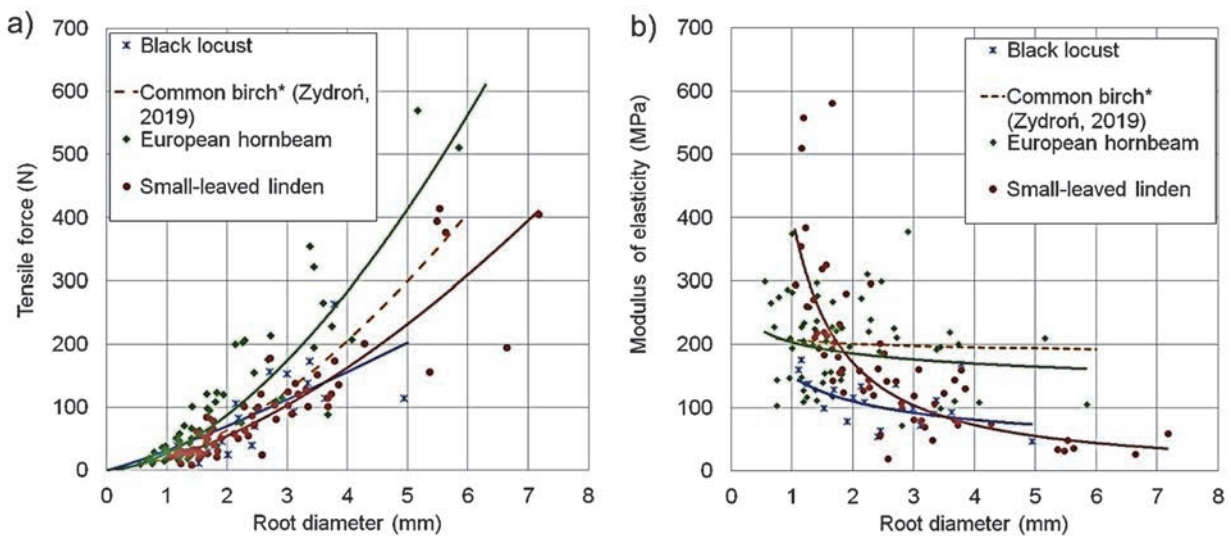 a)
Tensile force (N)
700
600
500
400
300
200
100
0
Black locust
Common birch* (Zydroń,
2019)
European hornbeam
Small-leaved linden
0 1 2 3 4 5 6 7 8
Root diameter (mm)
b)
Modulus of elasticity (MPa)
700
600
500
400
300
200
100
0
Black locust
Common birch*
(Zydroń, 2019)
European hornbeam
Small-leaved linden
0 1 2 3 4 5 6 7 8
Root diameter (mm)